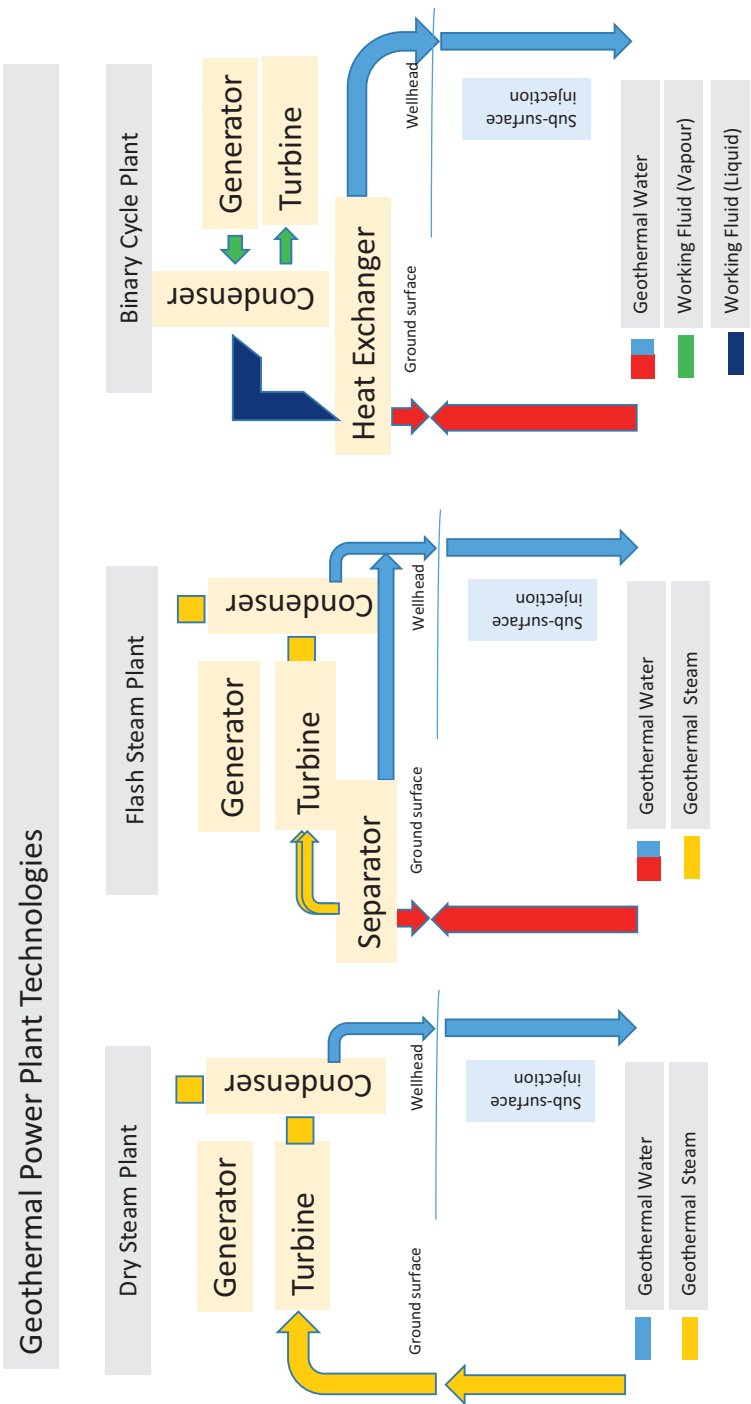 Geothermal Power Plant Technologies
Dry Steam Plant
Generator
Turbine
Condenser
Ground surface
Wellhead
Sub-surface
injection
Geothermal Water
Geothermal Steam
Flash Steam Plant
Generator
Turbine
Condenser
Separator
Ground surface
Wellhead
Sub-surface
injection
Geothermal Water
Geothermal Steam
Binary Cycle Plant
Generator
Turbine
Condenser
Heat Exchanger
Ground surface
Wellhead
Sub-surface
injection
Geothermal Water
Working Fluid (Vapour)
Working Fluid (Liquid)